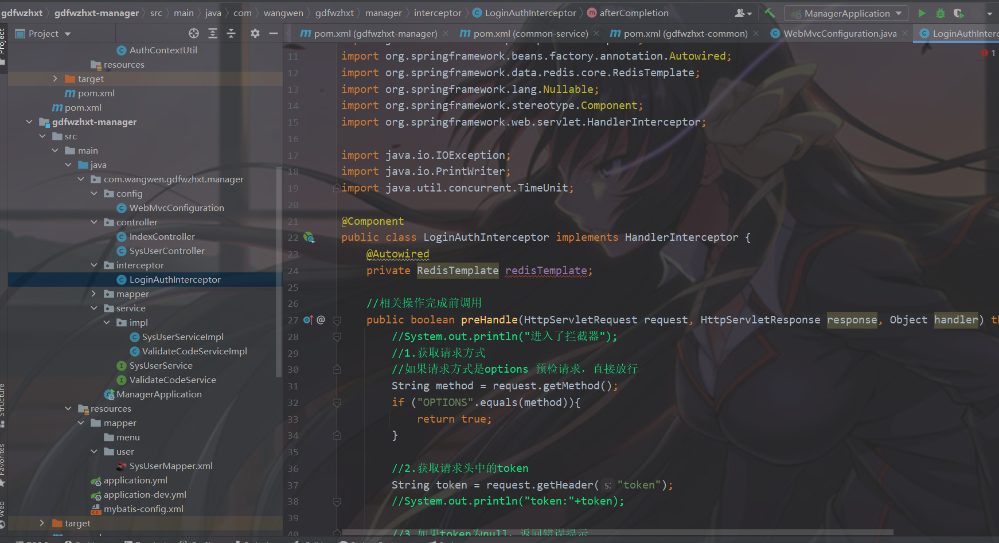 gdfwzhxt gdfwzhxt-manager src main java com wangwen gdfwzhxt manager interceptor LoginAuthInterceptor afterCompletion ManagerApplication
Project
pom.xml (gdfwzhxt-manager) pom.xml (common-service) pom.xml (gdfwzhxt-common) WebMvcConfiguration.java
Project
AuthContextUtil
resources
target
pom.xml
pom.xml
gdfwzhxt-manager
src
main
java
com.wangwen.gdfwzhxt.manager
config
WebMvcConfiguration
controller
IndexController
SysUserController
interceptor
LoginAuthInterceptor
mapper
service
impl
SysUserServiceImpl
ValidateCodeServiceImpl
SysUserService
ValidateCodeService
ManagerApplication
resources
mapper
menu
user
SysUserMapper.xml
application.yml
application-dev.yml
mybatis-config.xml
target
Structure
Favorites
Web
1
11 import org.springframework.beans.factory.annotation.Autowired;
12 import org.springframework.data.redis.core.RedisTemplate;
13 import org.springframework.lang.Nullable;
14 import org.springframework.stereotype.Component;
15 import org.springframework.web.servlet.HandlerInterceptor;
16
17 import java.io.IOException;
18 import java.io.PrintWriter;
19 import java.util.concurrent.TimeUnit;
20
21 @Component
22 public class LoginAuthInterceptor implements HandlerInterceptor {
23 @Autowired
24 private RedisTemplate redisTemplate;
25
26 //相关操作完成前调用
27 @ public boolean preHandle(HttpServletRequest request, HttpServletResponse response, Object handler)
28 //System.out.println("进入了拦截器");
29 //1.获取请求方式
30 //如果请求方式是options 预检请求，直接放行
31 String method = request.getMethod();
32 if ("OPTIONS".equals(method)){
33 return true;
34 }
35
36 //2.获取请求头中的token
37 String token = request.getHeader( s: "token");
38 //System.out.println("token:"+token);
39
40 //3.如果token为null，返回错误提示